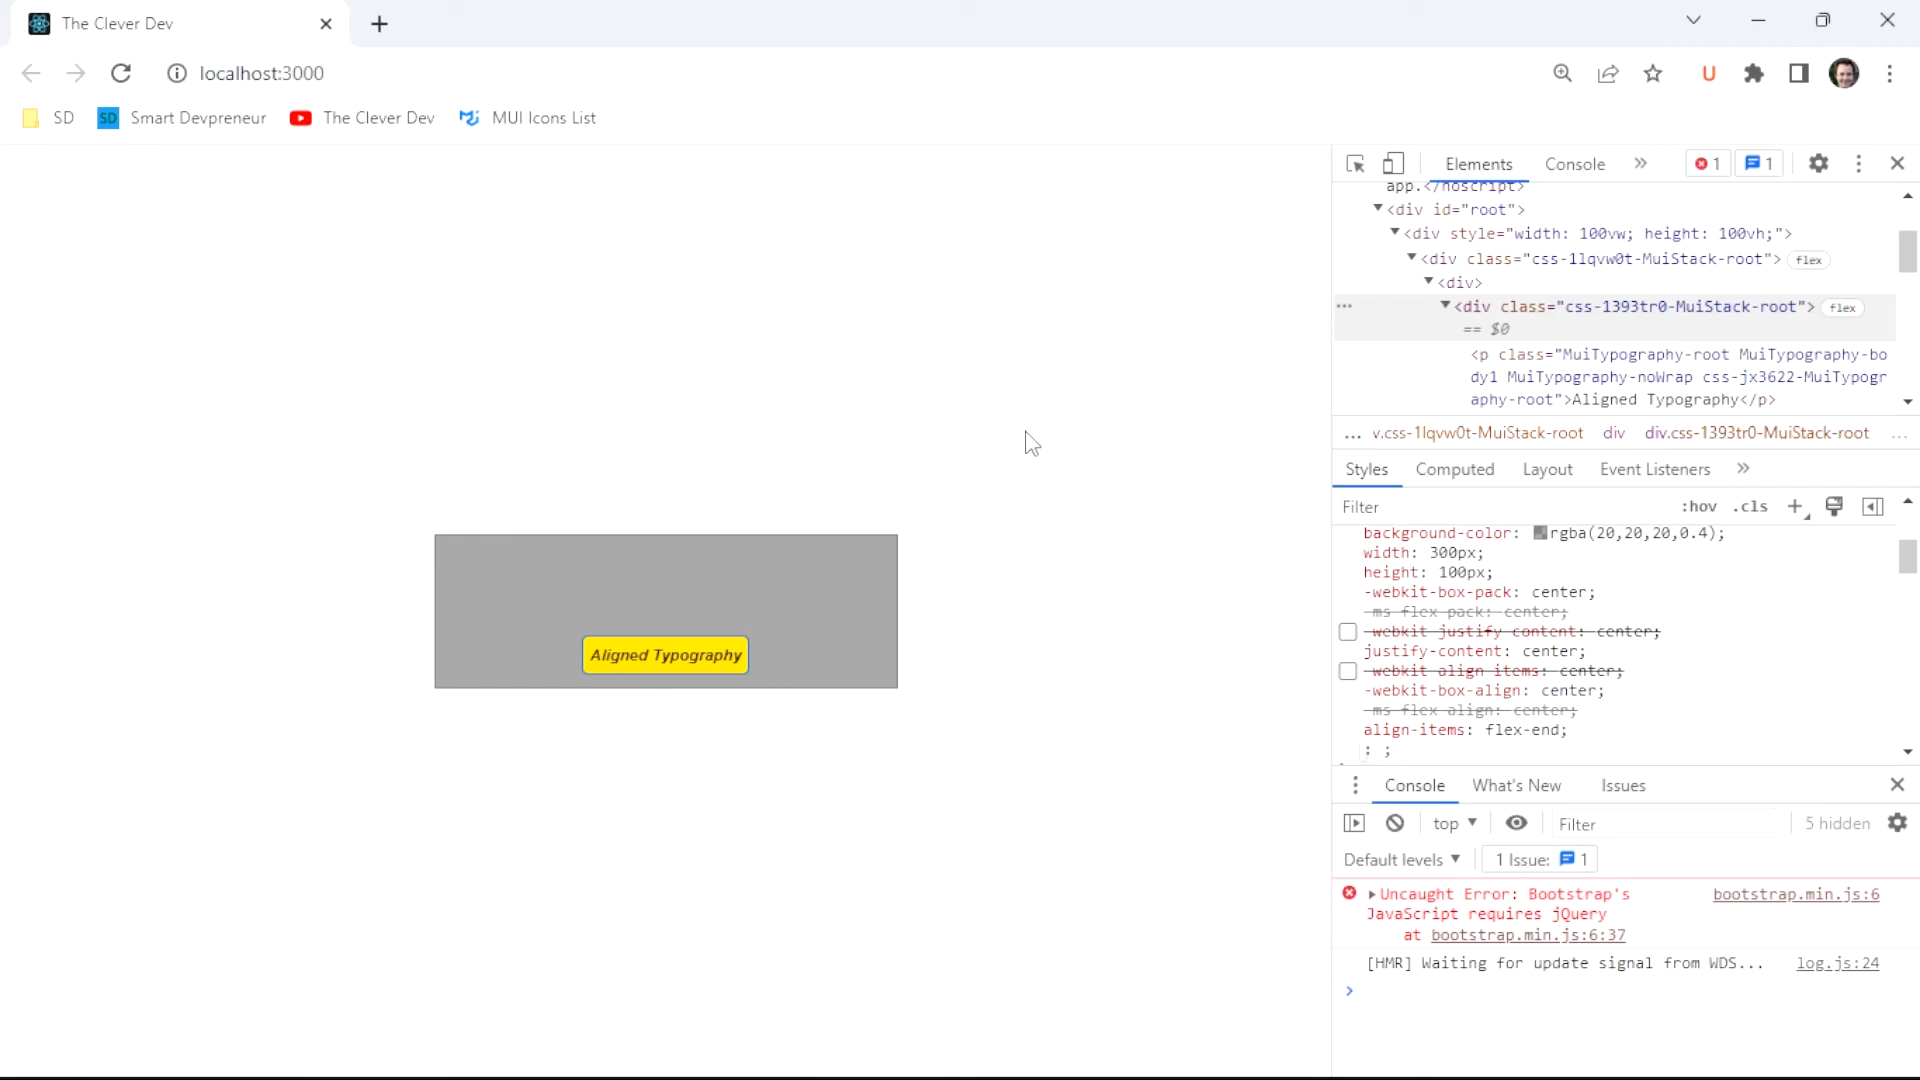 The Clever Dev
localhost:3000
U
SD
SD Smart Devpreneur
The Clever Dev
MUI Icons List
Elements
Console
1
1
app.</noscript>
<div id="root">
<div style="width: 100vw; height: 100vh;">
<div class="css-1lqvw0t-MuiStack-root"> flex
<div>
<div class="css-1393tr0-MuiStack-root"> flex
== $0
<p class="MuiTypography-root MuiTypography-bo
dy1 MuiTypography-noWrap css-jx3622-MuiTypogr
aphy-root">Aligned Typography</p>
... v.css-1lqvw0t-MuiStack-root div div.css-1393tr0-MuiStack-root ...
Styles Computed Layout Event Listeners
Filter :hov .cls
background-color: rgba(20,20,20,0.4);
width: 300px;
height: 100px;
-webkit-box-pack: center;
-ms-flex-pack: center;
-webkit-justify-content: center;
justify-content: center;
-webkit-align-items: center;
-webkit-box-align: center;
-ms-flex-align: center;
align-items: flex-end;
: ;
Aligned Typography
Console What's New Issues
top Filter 5 hidden
Default levels 1 Issue: 1
Uncaught Error: Bootstrap's bootstrap.min.js:6
JavaScript requires jQuery
at bootstrap.min.js:6:37
[HMR] Waiting for update signal from WDS... log.js:24